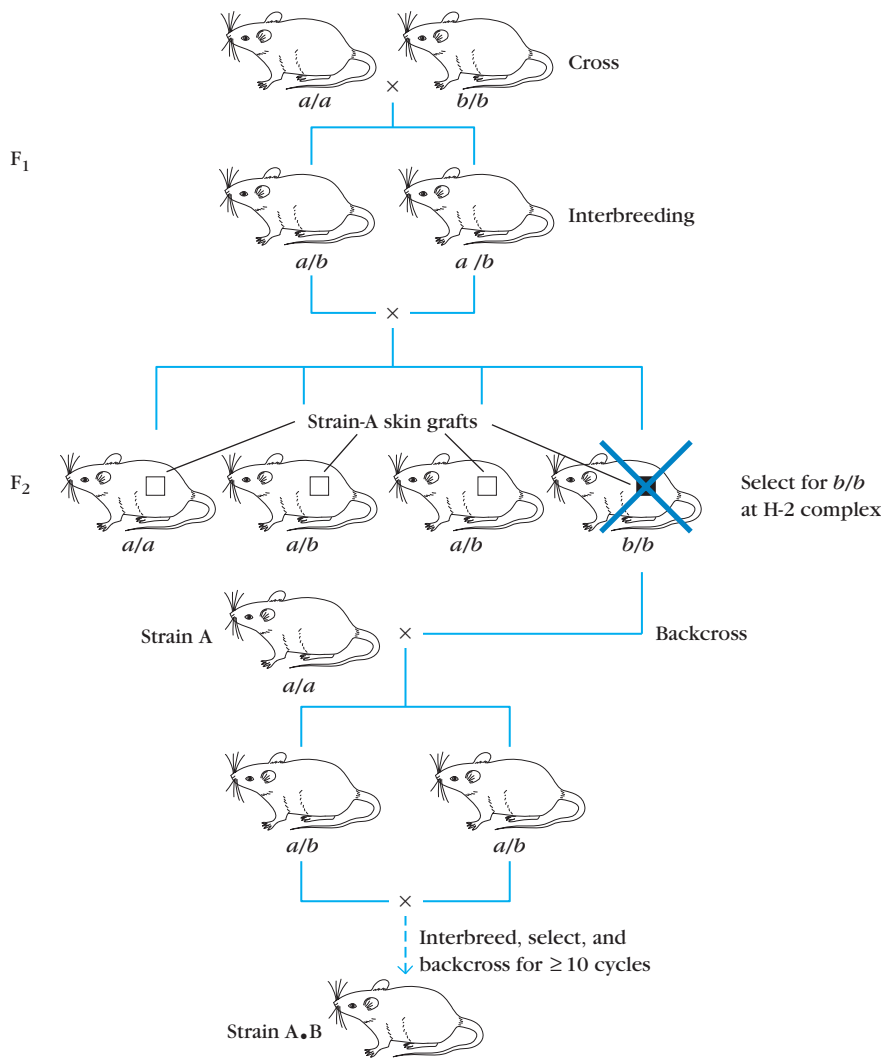 Cross
a/a
×
b/b
F1
Interbreeding
a/b
a /b
×
Strain-A skin grafts
F2
Select for b/b
at H-2 complex
a/a
a/b
a/b
b/b
Strain A
×
Backcross
a/a
a/b
a/b
×
Interbreed, select, and
backcross for ≥10 cycles
Strain A•B